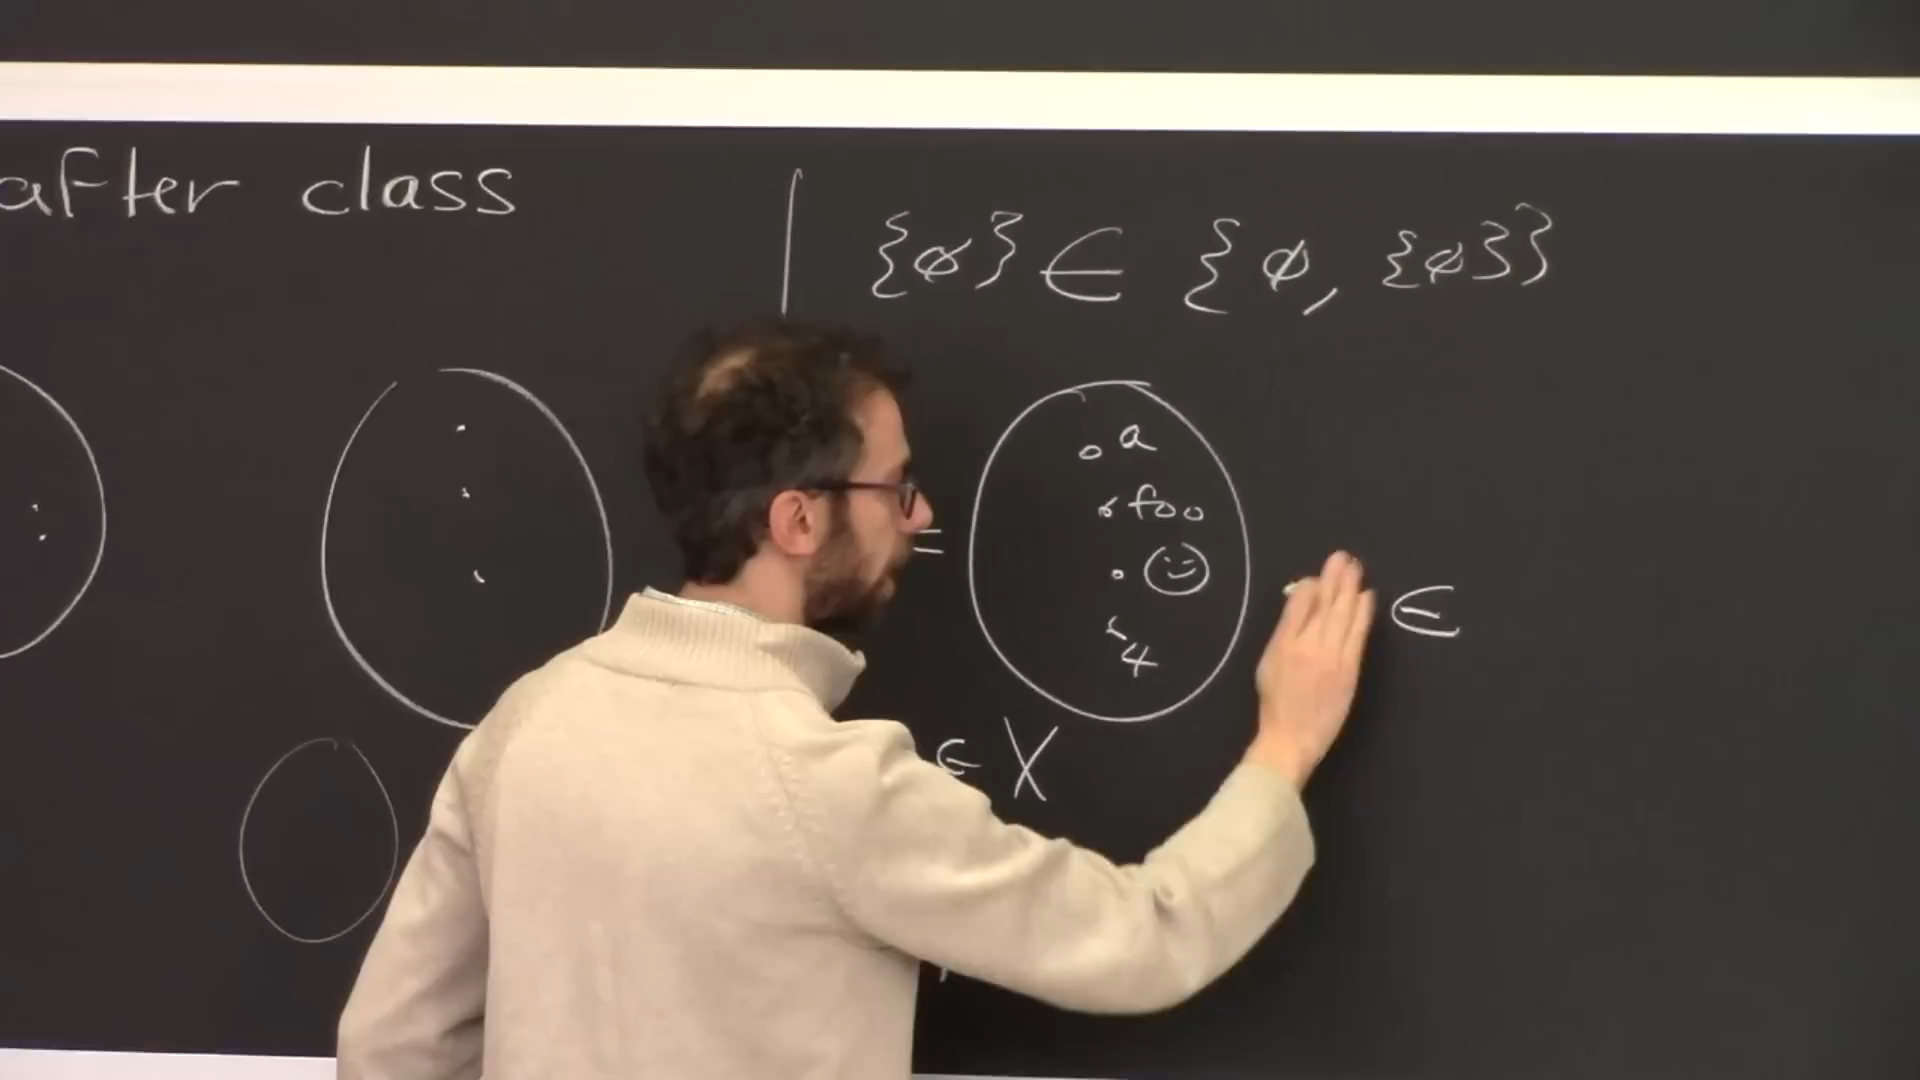 after class
{∅} ∈ {∅, {∅}}
a
foo
=
4
∈
∈ X